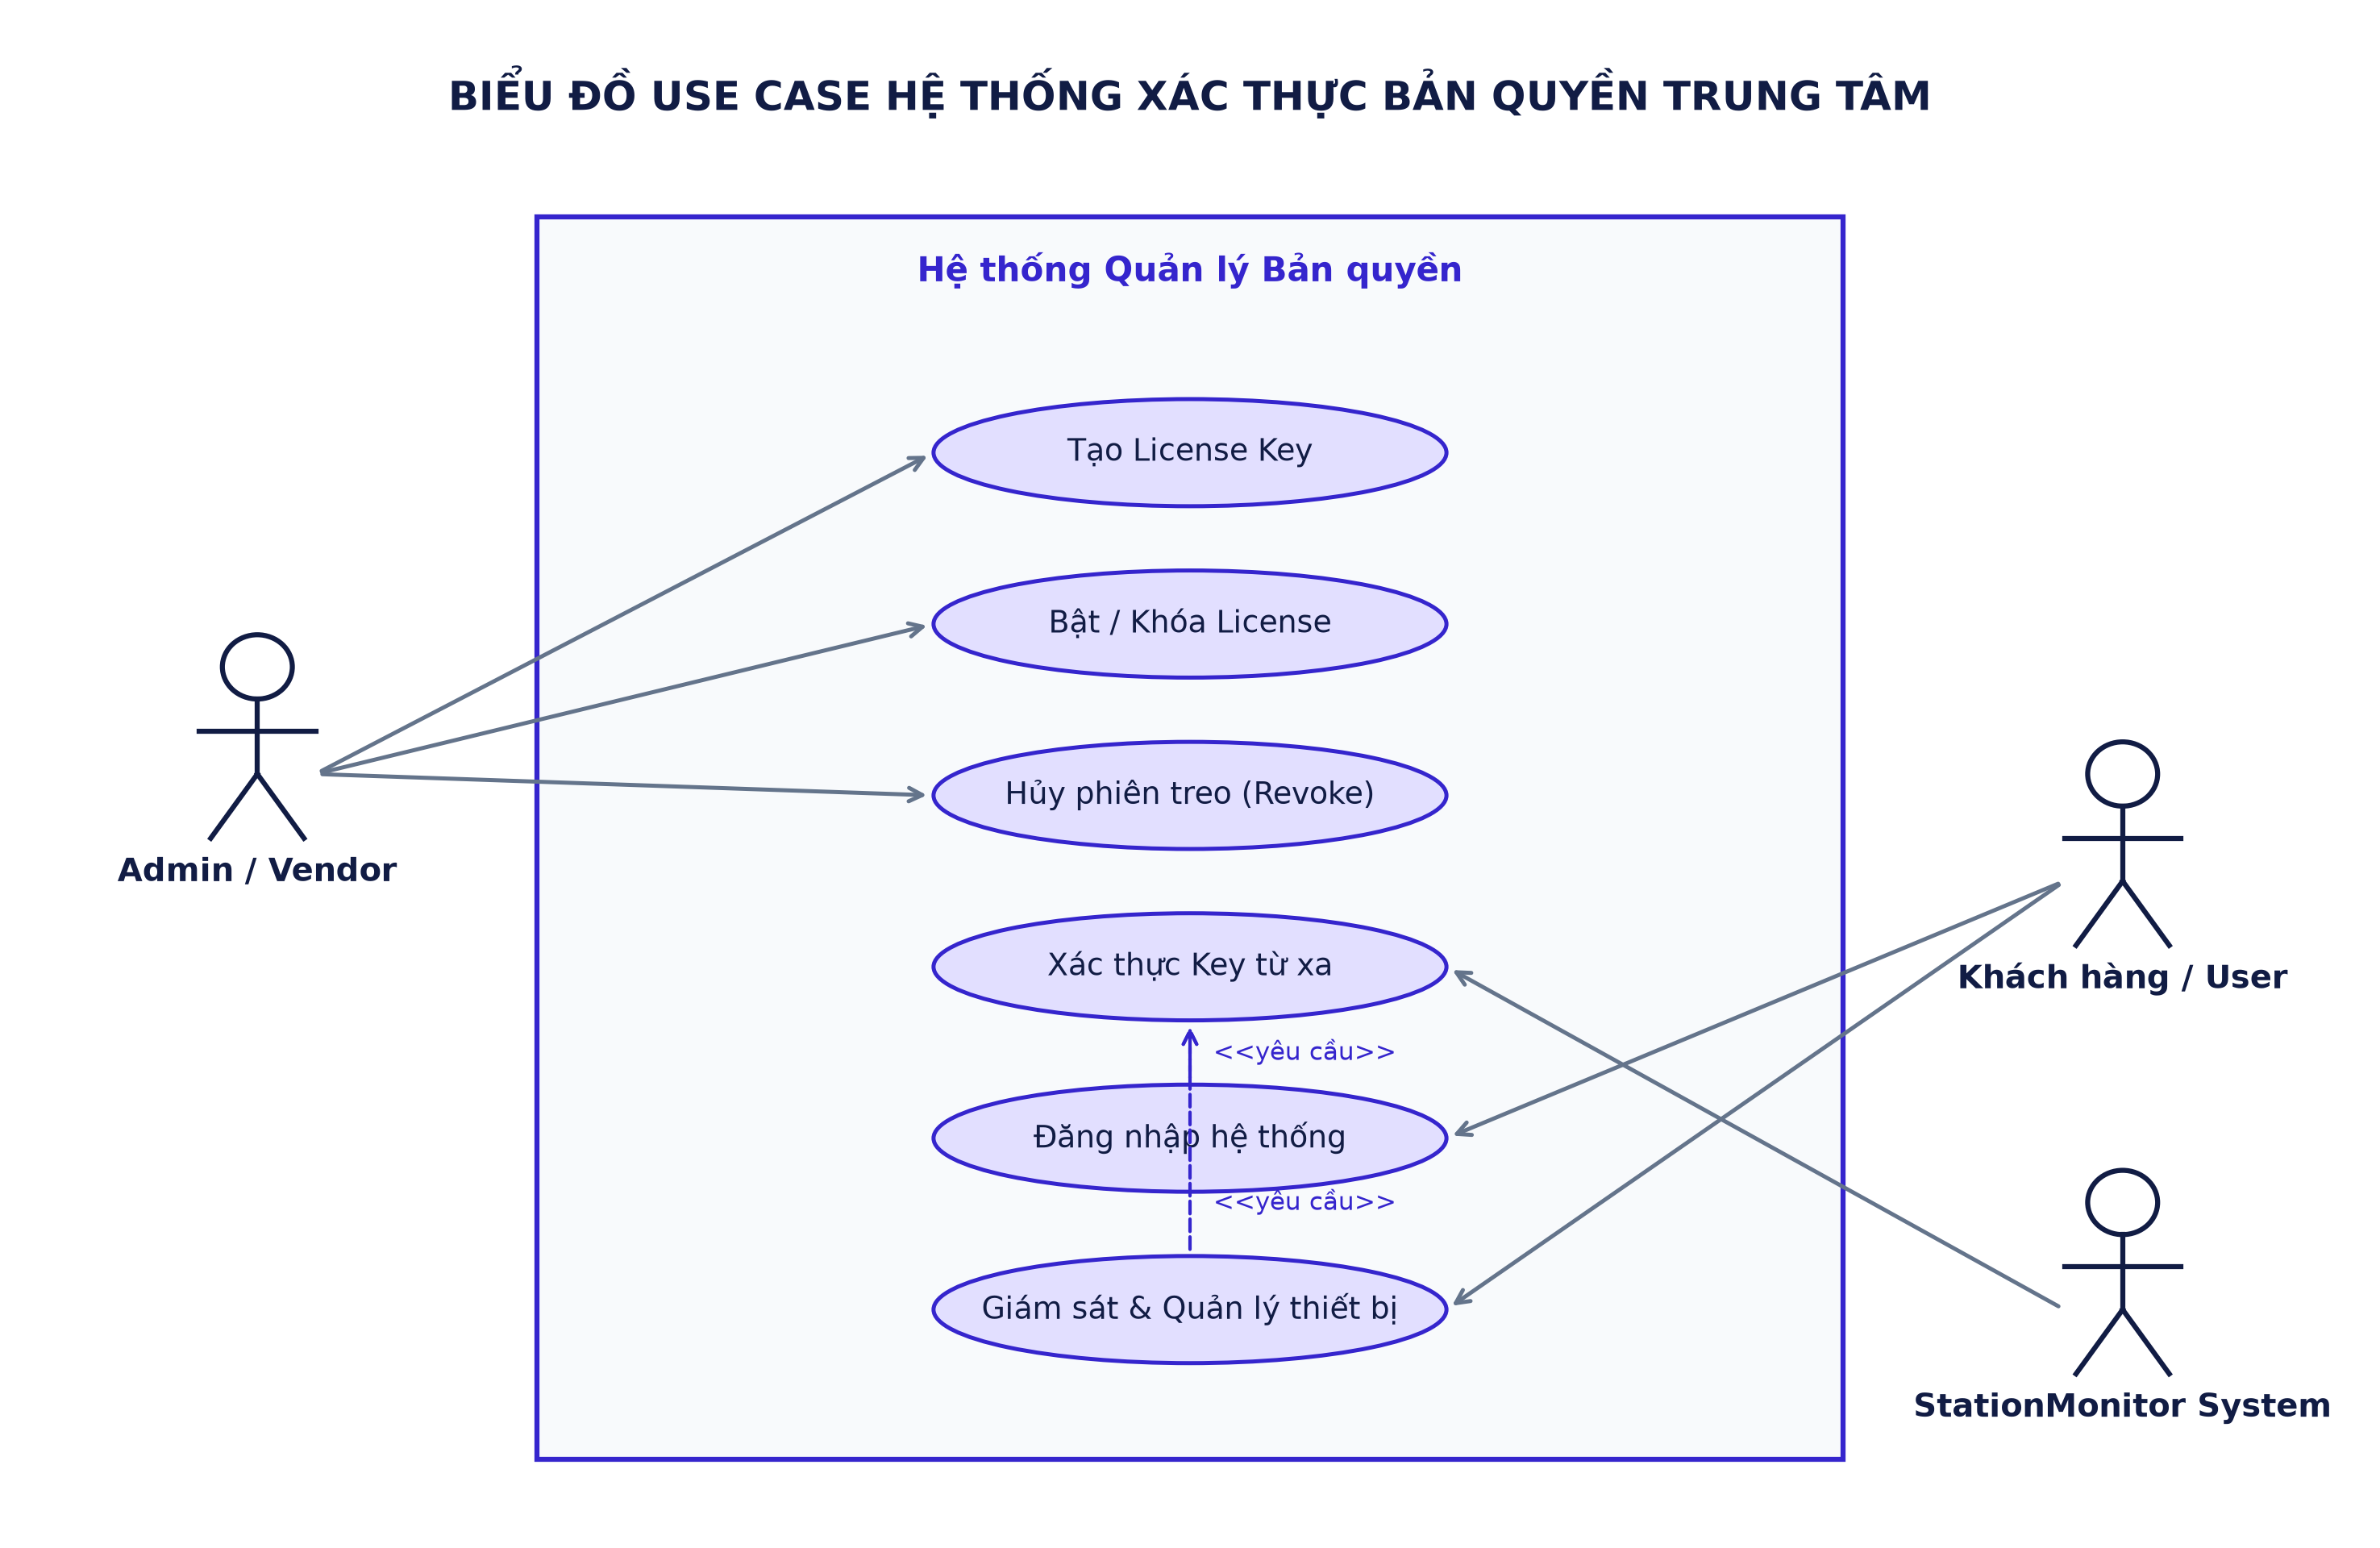 BIỂU ĐỒ USE CASE HỆ THỐNG XÁC THỰC BẢN QUYỀN TRUNG TÂM
Hệ thống Quản lý Bản quyền
Tạo License Key
Bật / Khóa License
Hủy phiên treo (Revoke)
Admin / Vendor
Xác thực Key từ xa
Khách hàng / User
<<yêu cầu>>
Đăng nhập hệ thống
<<yêu cầu>>
Giám sát & Quản lý thiết bị
StationMonitor System